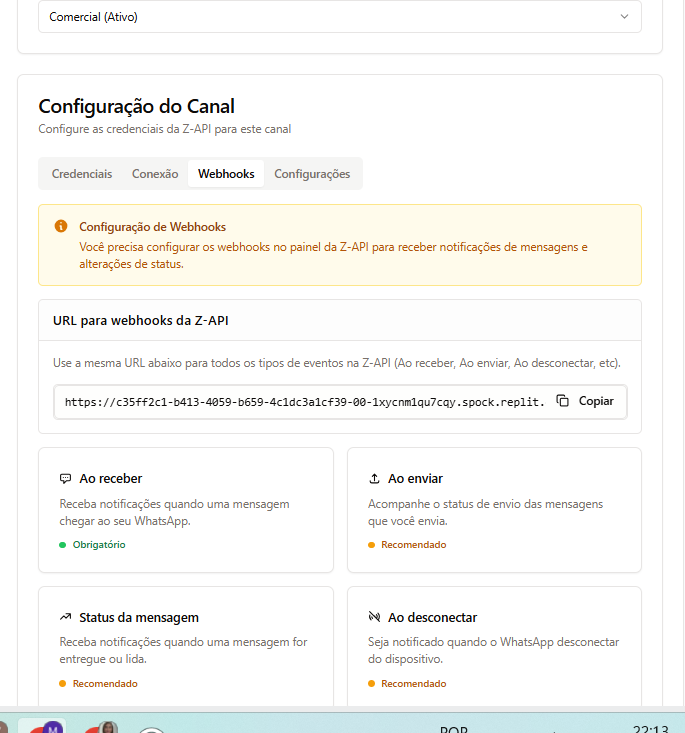 Comercial (Ativo)
Configuração do Canal
Configure as credenciais da Z-API para este canal
Credenciais Conexão Webhooks Configurações
Configuração de Webhooks
Você precisa configurar os webhooks no painel da Z-API para receber notificações de mensagens e
alterações de status.
URL para webhooks da Z-API
Use a mesma URL abaixo para todos os tipos de eventos na Z-API (Ao receber, Ao enviar, Ao desconectar, etc).
https://c35ff2c1-b413-4059-b659-4c1dc3a1cf39-00-1xycnm1qu7cqy.spock.replit. Copiar
Ao receber
Receba notificações quando uma mensagem
chegar ao seu WhatsApp.
Obrigatório
Ao enviar
Acompanhe o status de envio das mensagens
que você envia.
Recomendado
Status da mensagem
Receba notificações quando uma mensagem for
entregue ou lida.
Recomendado
Ao desconectar
Seja notificado quando o WhatsApp desconectar
do dispositivo.
Recomendado
M
POR
22:13